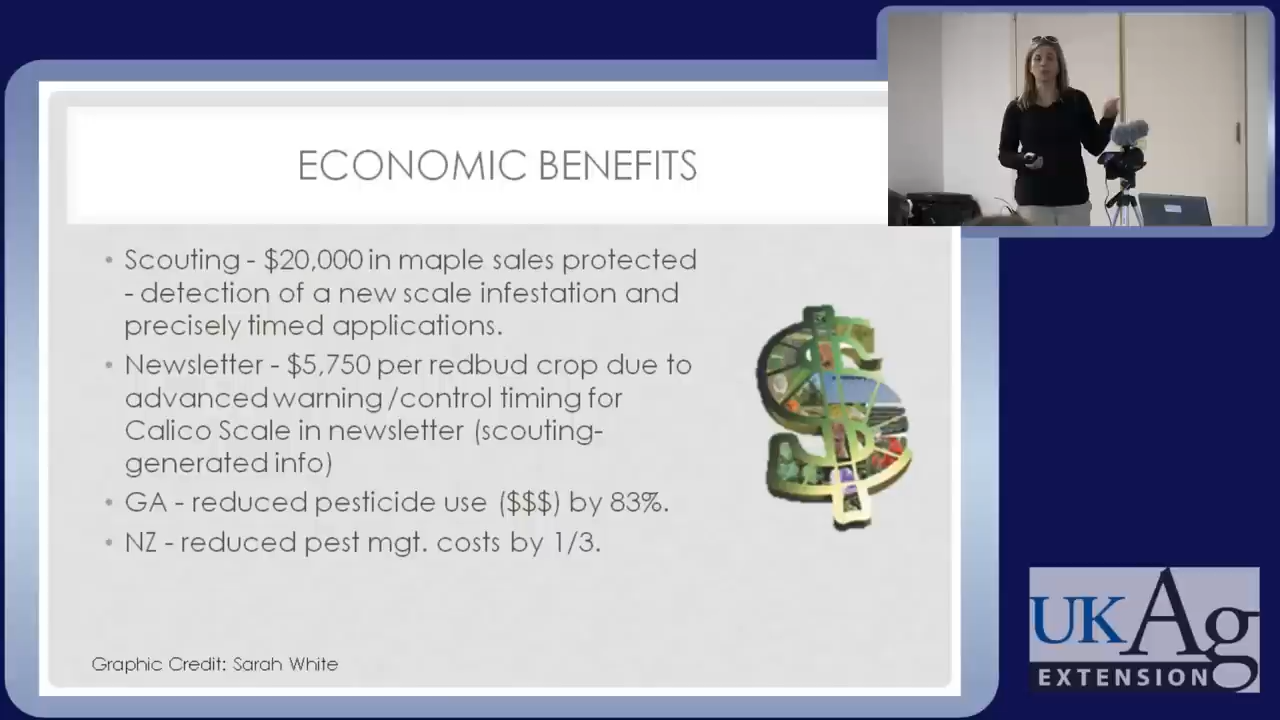 ECONOMIC BENEFITS
• Scouting - $20,000 in maple sales protected
- detection of a new scale infestation and
precisely timed applications.
• Newsletter - $5,750 per redbud crop due to
advanced warning /control timing for
Calico Scale in newsletter (scouting-
generated info)
• GA - reduced pesticide use ($$$) by 83%.
• NZ - reduced pest mgt. costs by 1/3.
Graphic Credit: Sarah White
UK Ag
EXTENSION